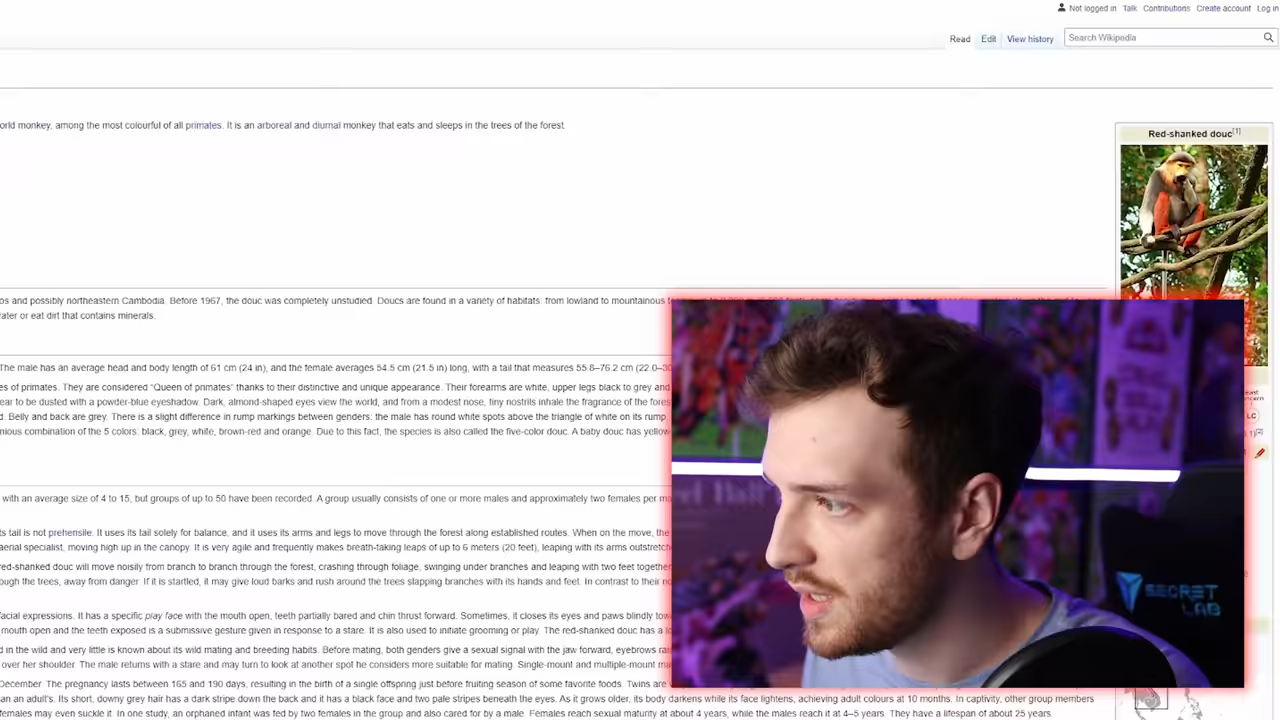 Not logged in Talk Contributions Create account Log in
Read Edit View history Search Wikipedia
orld monkey, among the most colourful of all primates. It is an arboreal and diurnal monkey that eats and sleeps in the trees of the forest.
Red-shanked douc[1]
os and possibly northeastern Cambodia. Before 1967, the douc was completely unstudied. Doucs are found in a variety of habitats: from lowland to mountainous
ater or eat dirt that contains minerals.
The male has an average head and body length of 61 cm (24 in), and the female averages 54.5 cm (21.5 in) long, with a tail that measures 55.8–76.2 cm (22.0–30
es of primates. They are considered "Queen of primates" thanks to their distinctive and unique appearance. Their forearms are white, upper legs black to grey and
ear to be dusted with a powder-blue eyeshadow. Dark, almond-shaped eyes view the world, and from a modest nose, tiny nostrils inhale the fragrance of the fores
d. Belly and back are grey. There is a slight difference in rump markings between genders: the male has round white spots above the triangle of white on its rump.
LC
nious combination of the 5 colors: black, grey, white, brown-red and orange. Due to this fact, the species is also called the five-color douc. A baby douc has yellow
with an average size of 4 to 15, but groups of up to 50 have been recorded. A group usually consists of one or more males and approximately two females per ma
ts tail is not prehensile. It uses its tail solely for balance, and it uses its arms and legs to move through the forest along established routes. When on the move, the
aerial specialist, moving high up in the canopy. It is very agile and frequently makes breath-taking leaps of up to 6 meters (20 feet), leaping with its arms outstretch
red-shanked douc will move noisily from branch to branch through the forest, crashing through foliage, swinging under branches and leaping with two feet together
ough the trees, away from danger. If it is startled, it may give loud barks and rush around the trees slapping branches with its hands and feet. In contrast to their no
SECRET
LAB
facial expressions. It has a specific play face with the mouth open, teeth partially bared and chin thrust forward. Sometimes, it closes its eyes and paws blindly tow
mouth open and the teeth exposed is a submissive gesture given in response to a stare. It is also used to initiate grooming or play. The red-shanked douc has a
d in the wild and very little is known about its wild mating and breeding habits. Before mating, both genders give a sexual signal with the jaw forward, eyebrows rai
over her shoulder. The male returns with a stare and may turn to look at another spot he considers more suitable for mating. Single-mount and multiple-mount ma
December. The pregnancy lasts between 165 and 190 days, resulting in the birth of a single offspring just before fruiting season of some favorite foods. Twins are
an an adult's. Its short, downy grey hair has a dark stripe down the back and it has a black face and two pale stripes beneath the eyes. As it grows older, its body darkens while its face lightens, achieving adult colours at 10 months. In captivity, other group members
females may even suckle it. In one study, an orphaned infant was fed by two females in the group and also cared for by a male. Females reach sexual maturity at about 4 years, while the males reach it at 4–5 years. They have a lifespan of about 25 years